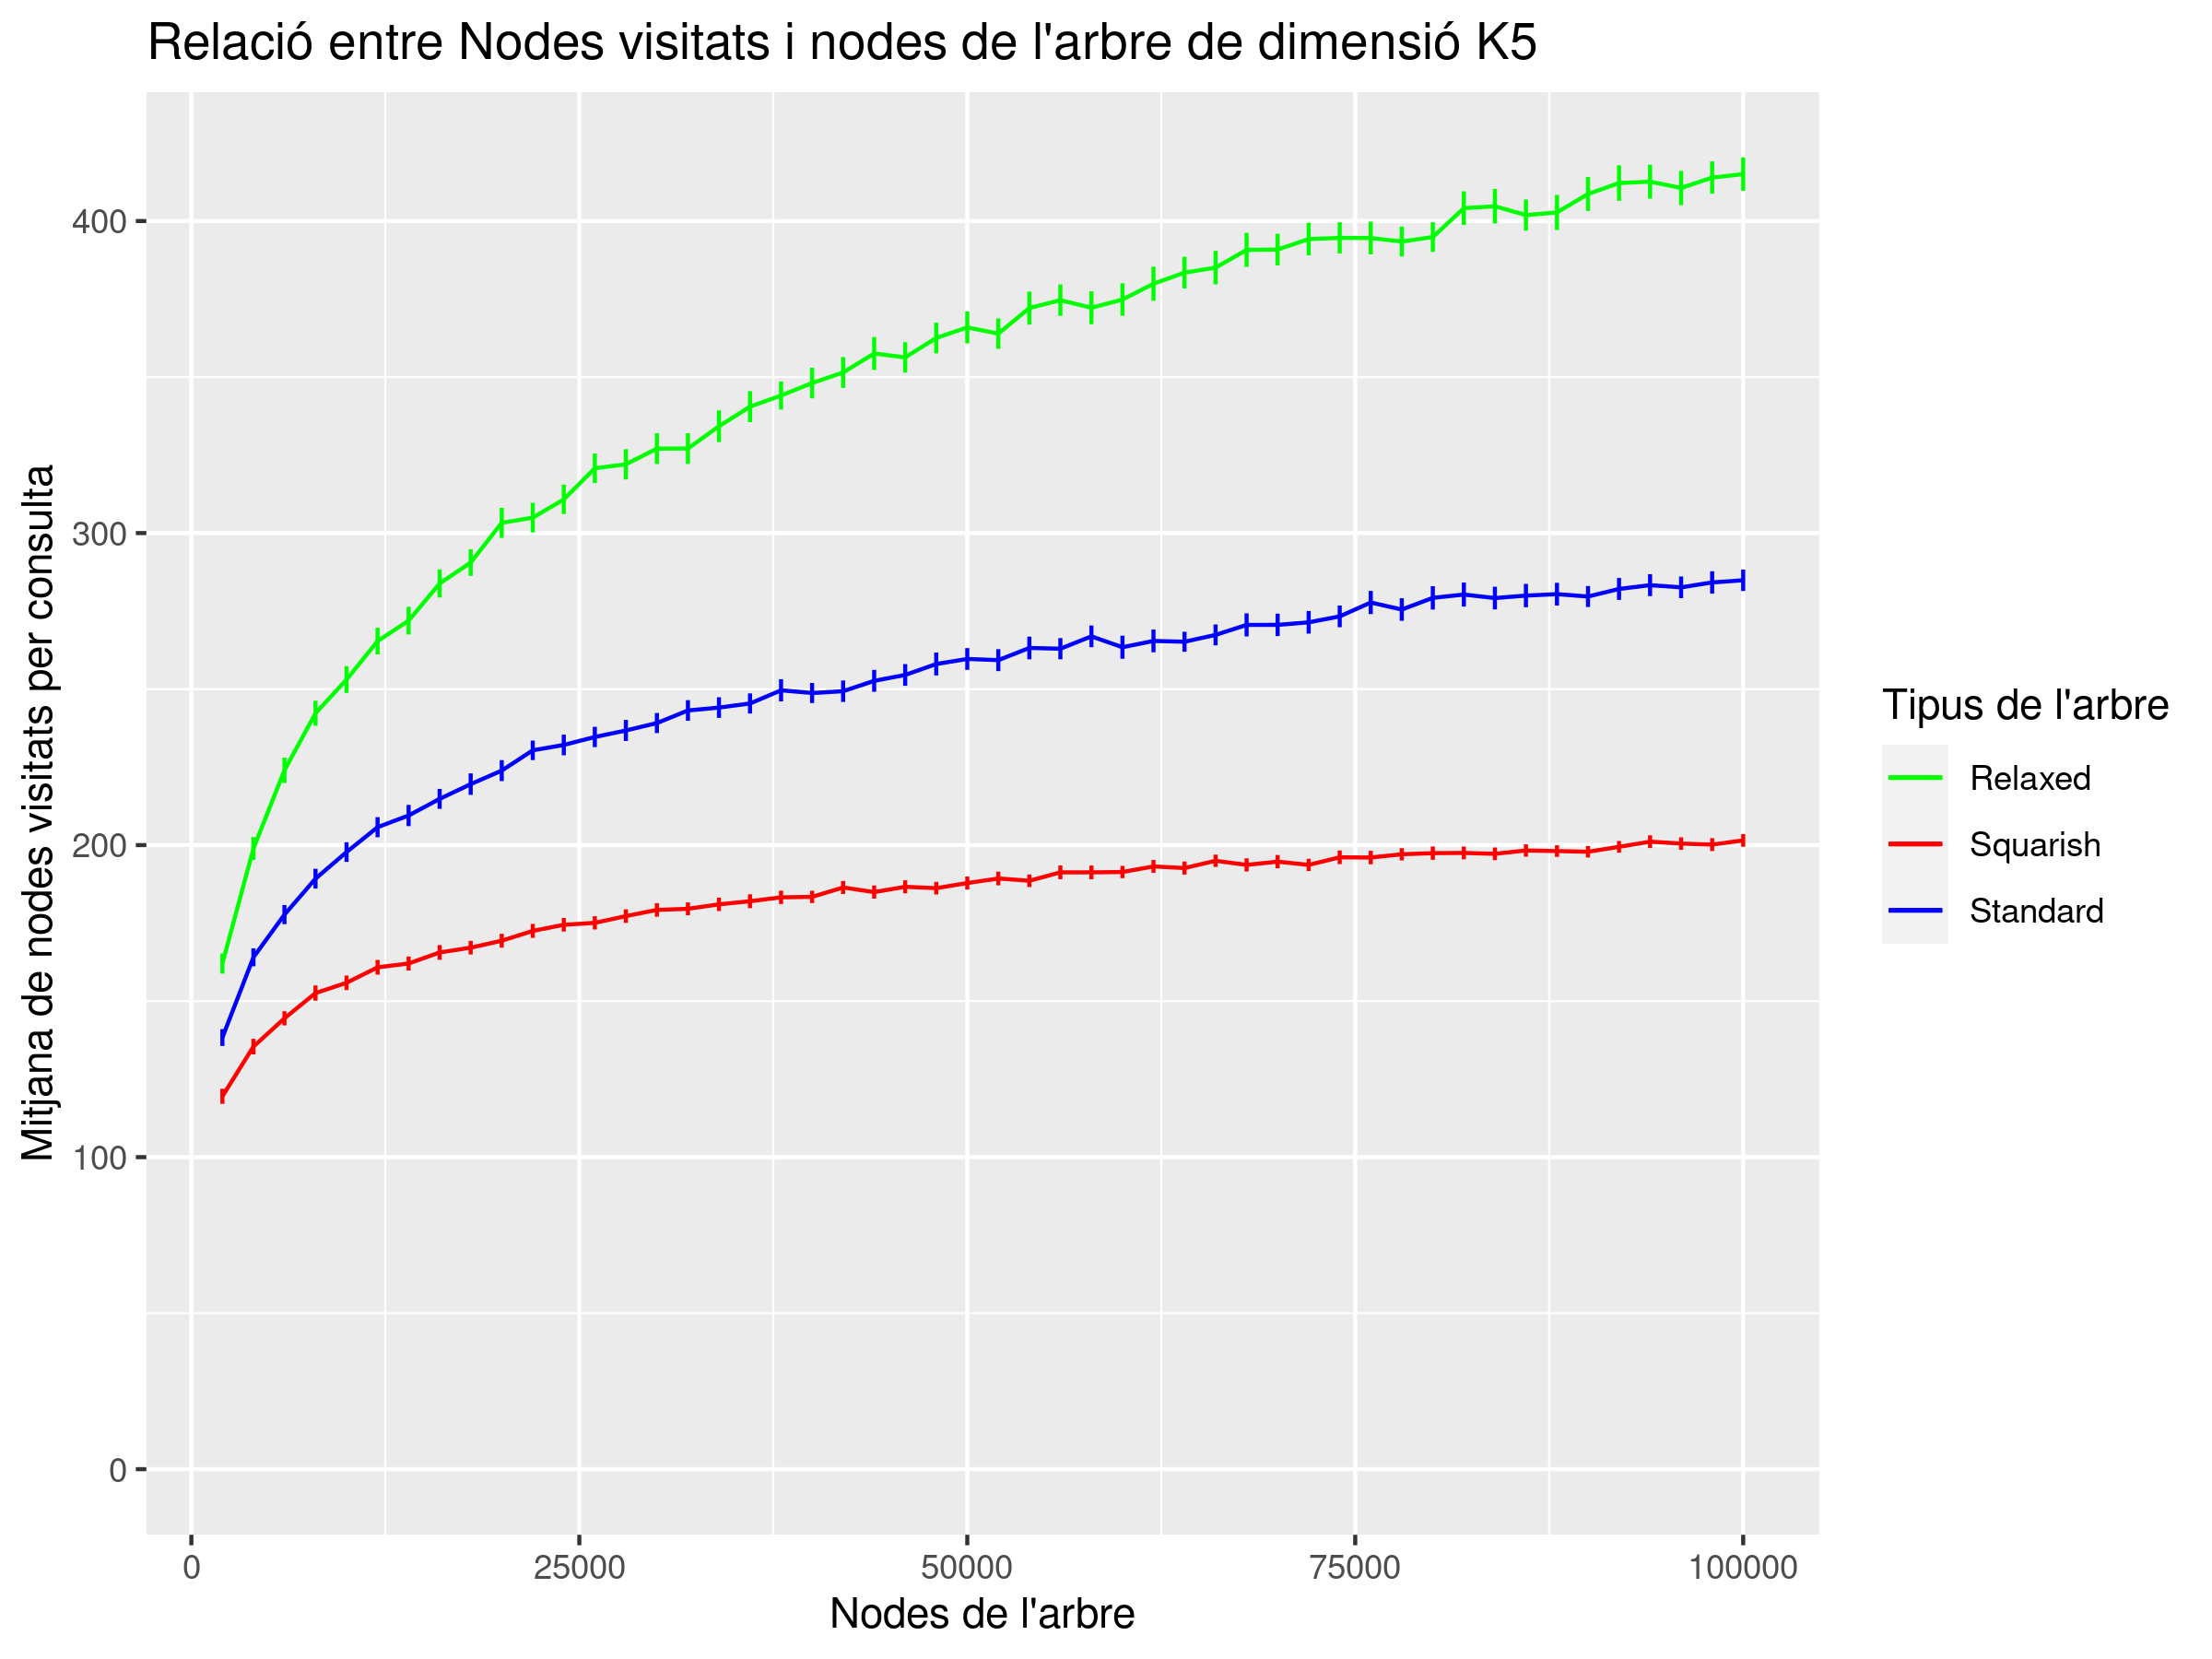 Relació entre Nodes visitats i nodes de l'arbre de dimensió K5
Mitjana de nodes visitats per consulta
400
300
200
100
0
0 25000 50000 75000 100000
Nodes de l'arbre
Tipus de l'arbre
Relaxed
Squarish
Standard